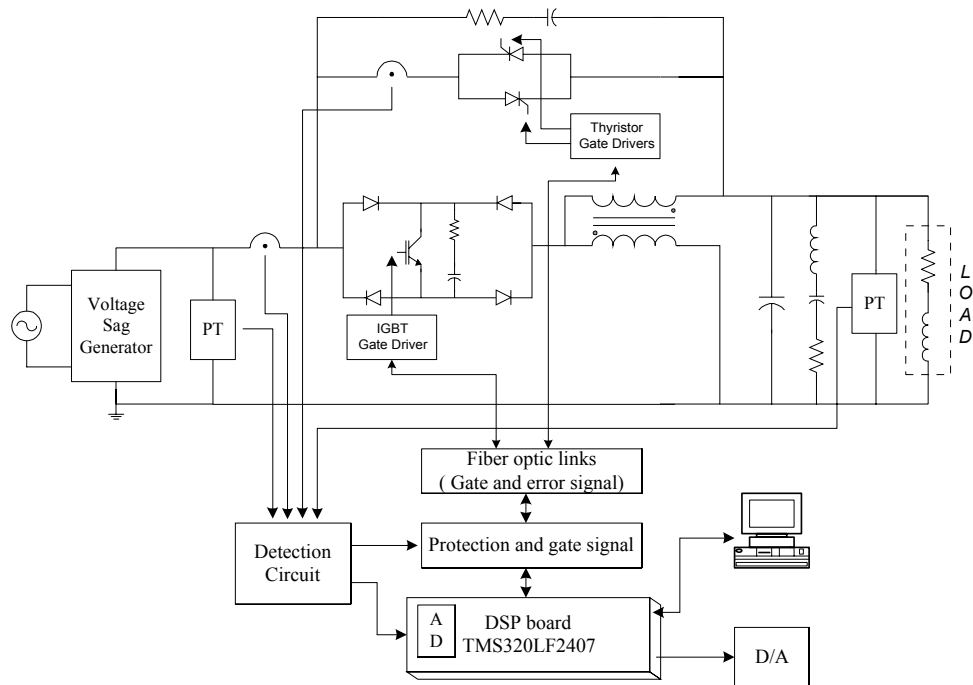 Thyristor
Gate Drivers
Voltage
Sag
Generator
PT
IGBT
Gate Driver
PT
LOAD
Fiber optic links
( Gate and error signal)
Detection
Circuit
Protection and gate signal
A
D
DSP board
TMS320LF2407
D/A